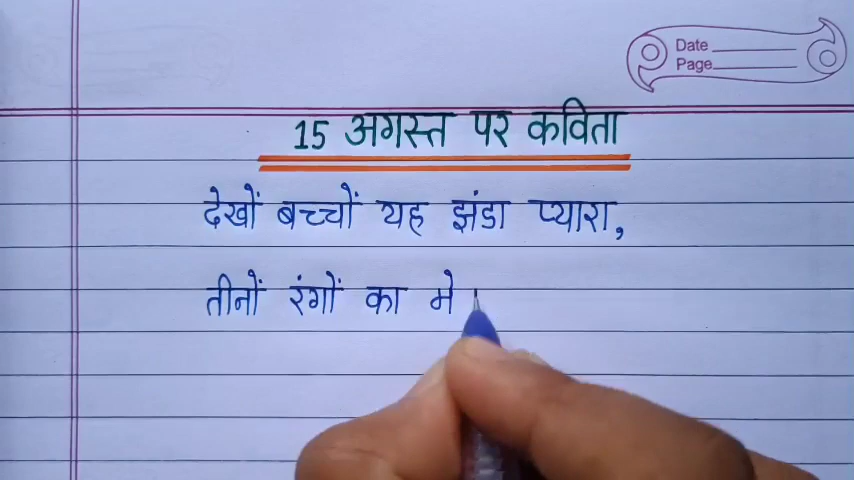 Date
Page
15 अगस्त पर कविता
देखों बच्चों यह झंडा प्यारा,
तीनों रंगों का मे